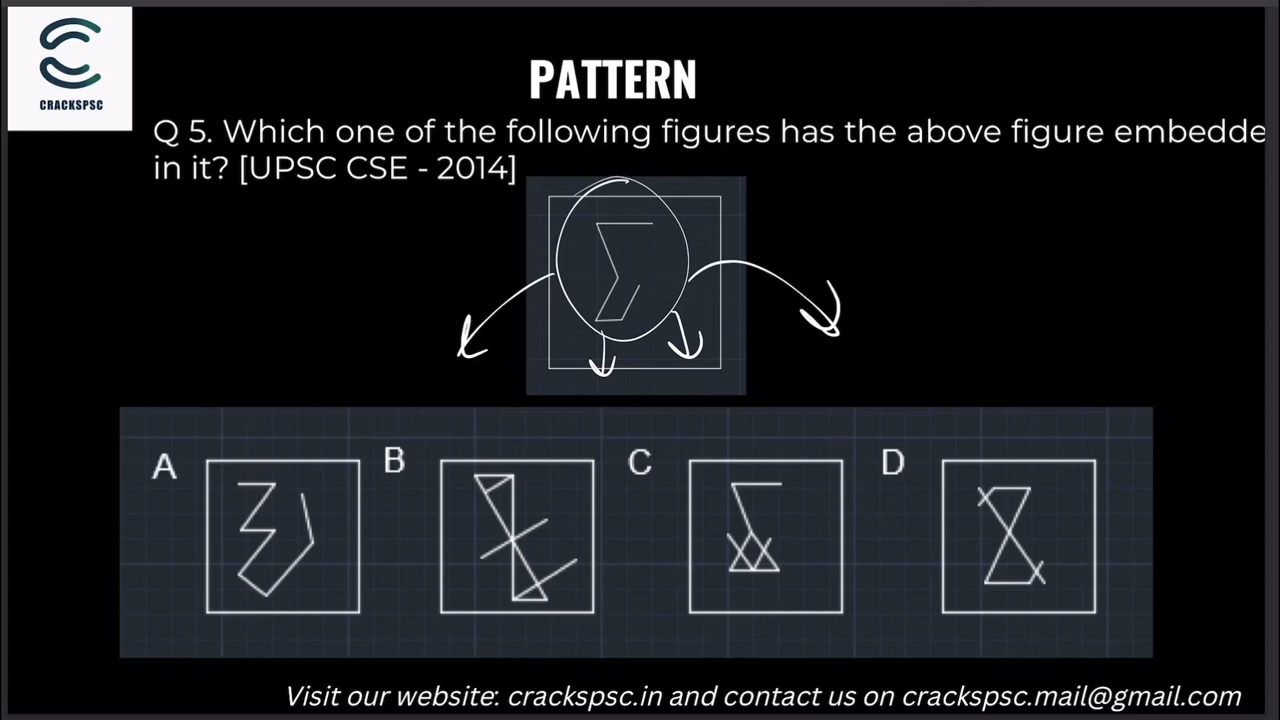 CRACKSPSC
PATTERN
Q 5. Which one of the following figures has the above figure embedde
in it? [UPSC CSE - 2014]
A B C D
Visit our website: crackspsc.in and contact us on crackspsc.mail@gmail.com